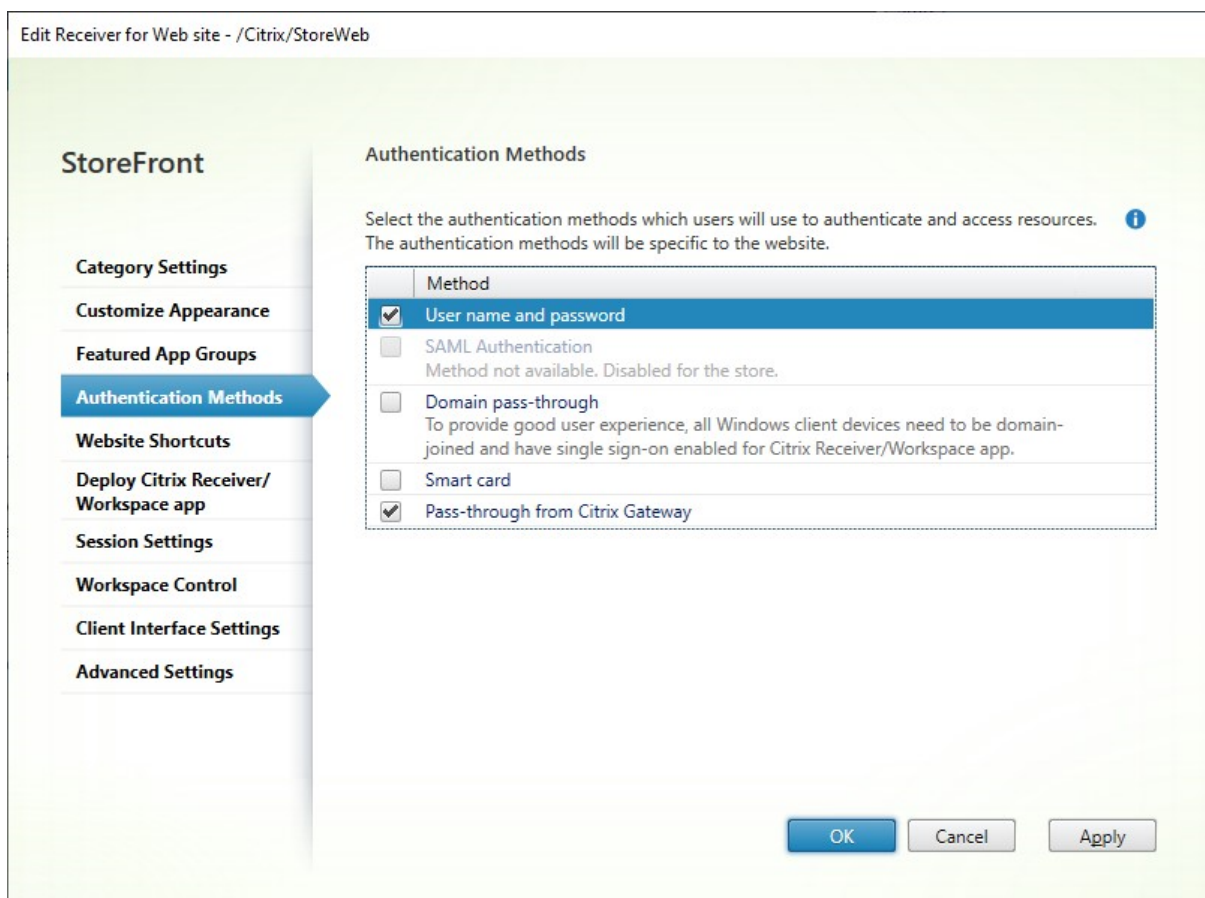 Edit Receiver for Web site - /Citrix/StoreWeb
StoreFront
Category Settings
Customize Appearance
Featured App Groups
Authentication Methods
Website Shortcuts
Deploy Citrix Receiver/
Workspace app
Session Settings
Workspace Control
Client Interface Settings
Advanced Settings
Authentication Methods
Select the authentication methods which users will use to authenticate and access resources.
The authentication methods will be specific to the website.
Method
User name and password
SAML Authentication
Method not available. Disabled for the store.
Domain pass-through
To provide good user experience, all Windows client devices need to be domain-
joined and have single sign-on enabled for Citrix Receiver/Workspace app.
Smart card
Pass-through from Citrix Gateway
OK
Cancel
Apply